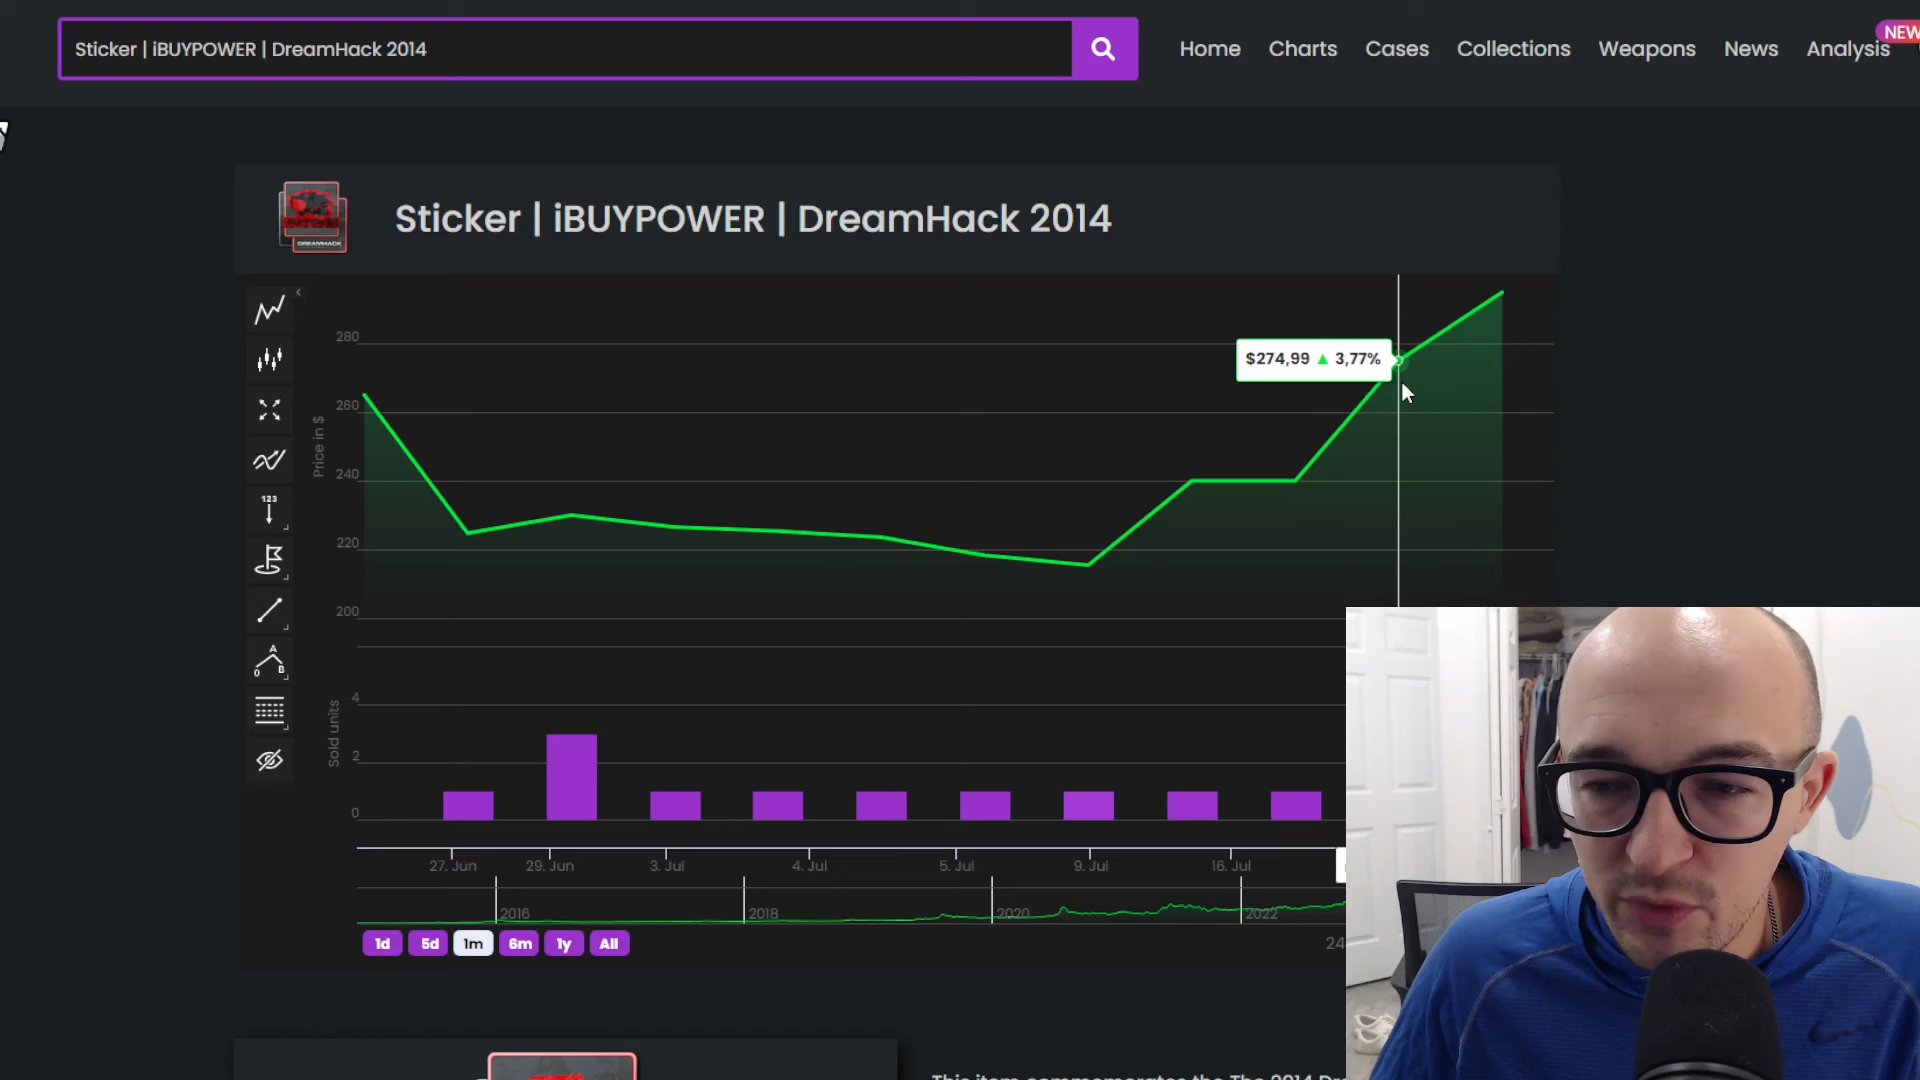 Sticker | iBUYPOWER | DreamHack 2014
Home
Charts
Cases
Collections
Weapons
News
Analysis
NEW
Sticker | iBUYPOWER | DreamHack 2014
DREAMHACK
280
260
240
220
200
Price in $
$274,99 ▲ 3,77%
123
A
0
B
4
2
0
Sold units
27. Jun
29. Jun
3. Jul
4. Jul
5. Jul
9. Jul
16. Jul
2016
2018
2020
2022
1d
5d
1m
6m
1y
All
24